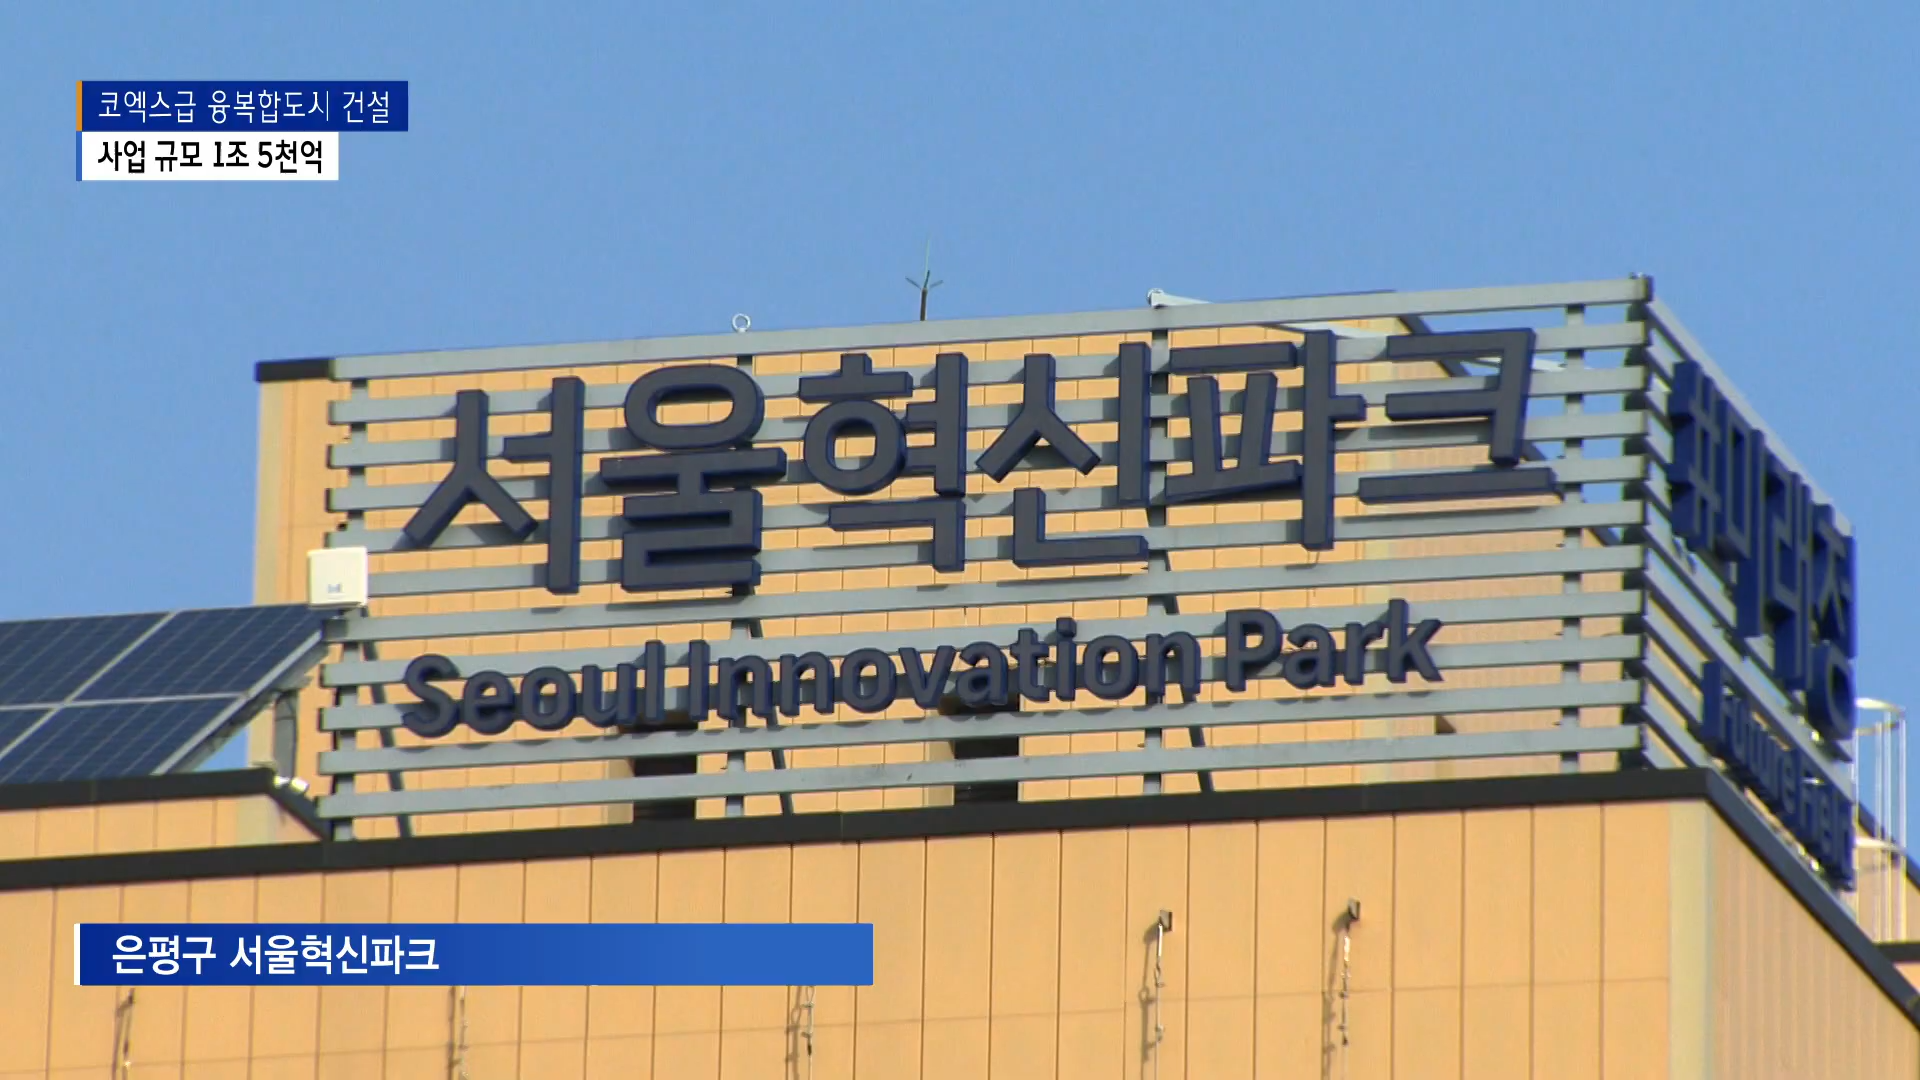 코엑스급 융복합도시 건설
사업 규모 1조 5천억
서울혁신파크
Seoul Innovation Park
#미래청
Future Field
은평구 서울혁신파크